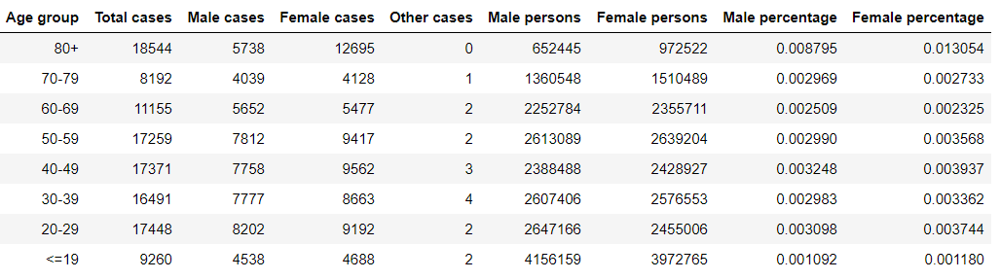 Age group Total cases Male cases Female cases Other cases Male persons Female persons Male percentage Female percentage
80+ 18544 5738 12695 0 652445 972522 0.008795 0.013054
70-79 8192 4039 4128 1 1360548 1510489 0.002969 0.002733
60-69 11155 5652 5477 2 2252784 2355711 0.002509 0.002325
50-59 17259 7812 9417 2 2613089 2639204 0.002990 0.003568
40-49 17371 7758 9562 3 2388488 2428927 0.003248 0.003937
30-39 16491 7777 8663 4 2607406 2576553 0.002983 0.003362
20-29 17448 8202 9192 2 2647166 2455006 0.003098 0.003744
<=19 9260 4538 4688 2 4156159 3972765 0.001092 0.001180